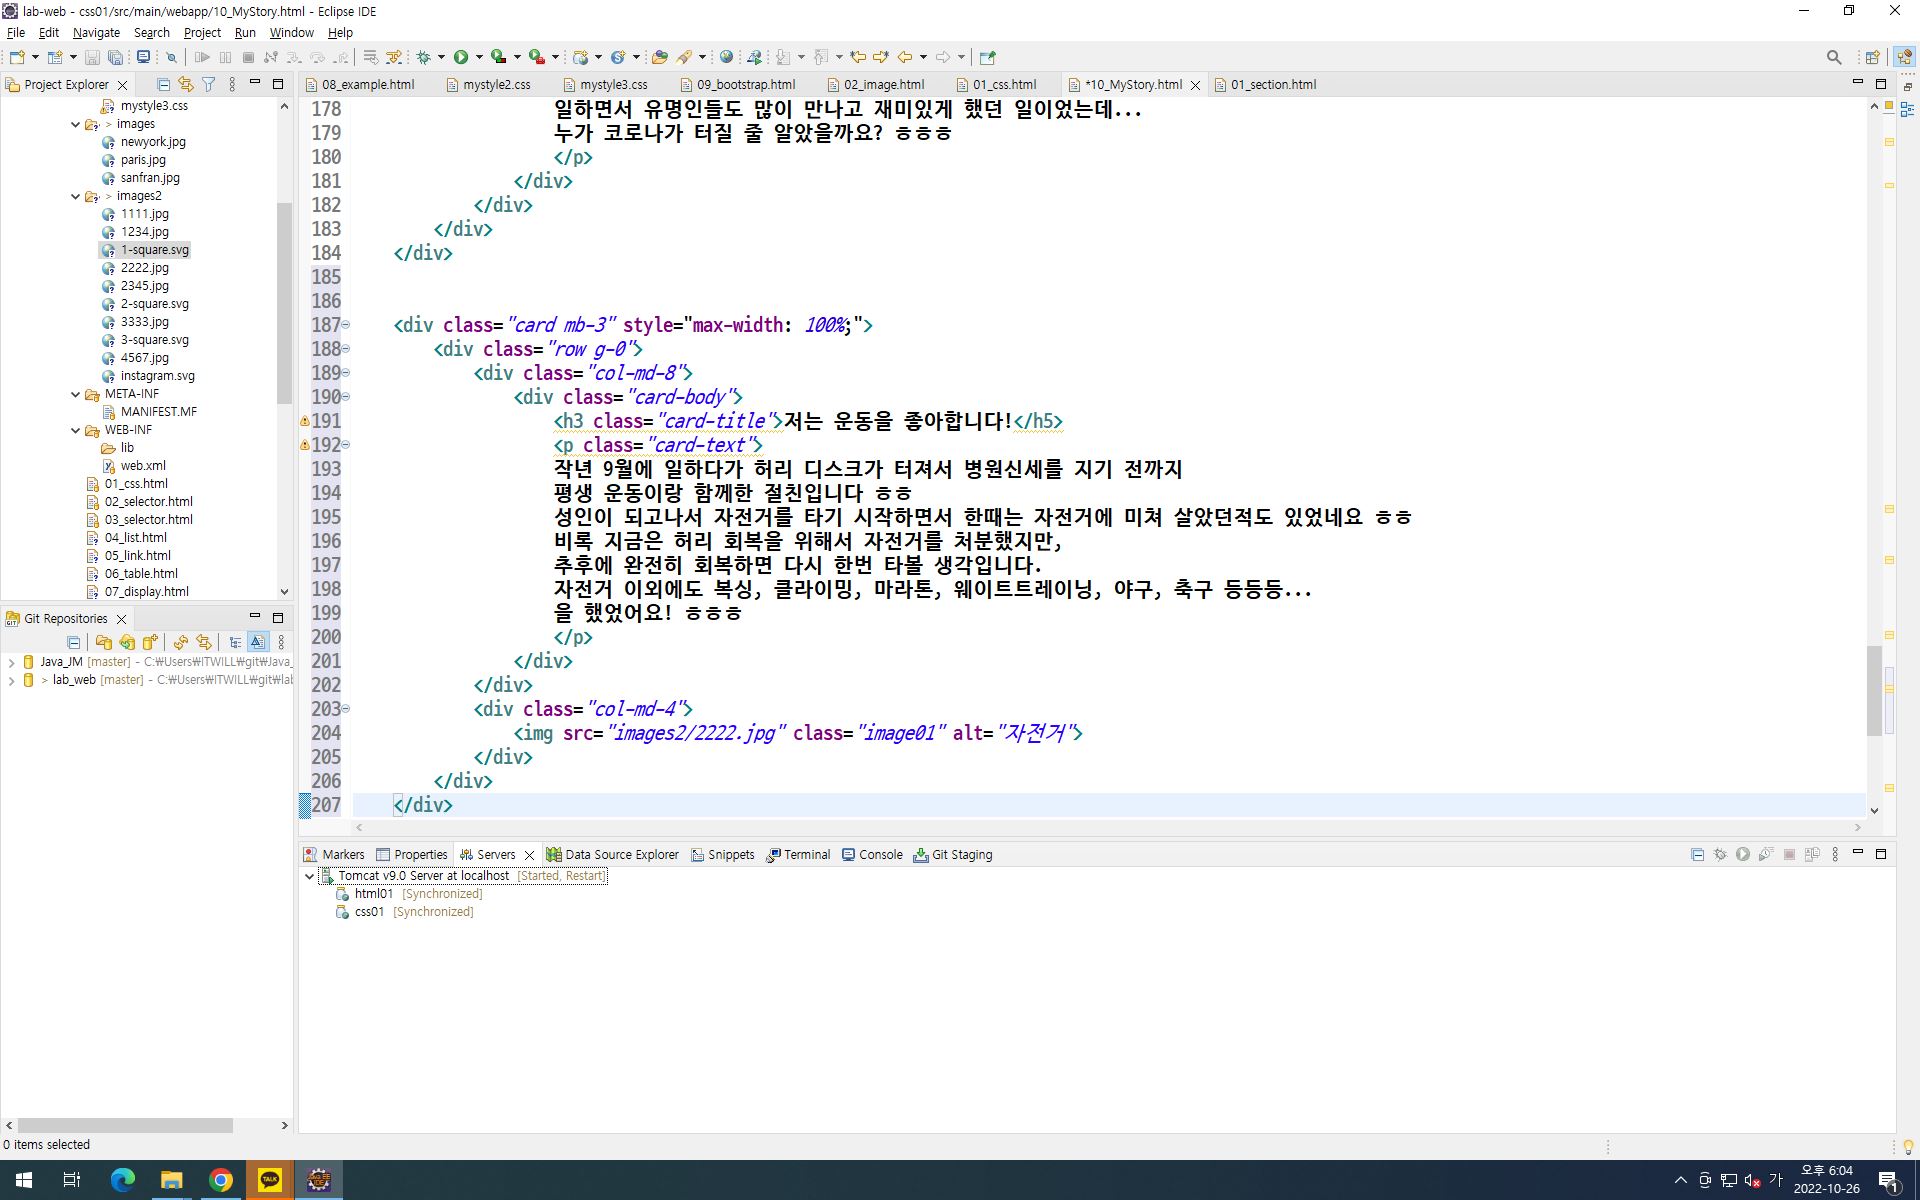 lab-web - css01/src/main/webapp/10_MyStory.html - Eclipse IDE
File Edit Navigate Search Project Run Window Help
Project Explorer
mystyle3.css
> images
newyork.jpg
paris.jpg
sanfran.jpg
> images2
1111.jpg
1234.jpg
1-square.svg
2222.jpg
2345.jpg
2-square.svg
3333.jpg
3-square.svg
4567.jpg
instagram.svg
META-INF
MANIFEST.MF
WEB-INF
lib
web.xml
01_css.html
02_selector.html
03_selector.html
04_list.html
05_link.html
06_table.html
07_display.html
Git Repositories
Java_JM [master] - C:₩Users₩ITWILL₩git₩Java_
> lab_web [master] - C:₩Users₩ITWILL₩git₩lab
0 items selected
08_example.html mystyle2.css mystyle3.css 09_bootstrap.html 02_image.html 01_css.html *10_MyStory.html 01_section.html
178 일하면서 유명인들도 많이 만나고 재미있게 했던 일이었는데...
179 누가 코로나가 터질 줄 알았을까요? ㅎㅎㅎ
180 </p>
181 </div>
182 </div>
183 </div>
184 </div>
185
186
187 <div class="card mb-3" style="max-width: 100%;">
188 <div class="row g-0">
189 <div class="col-md-8">
190 <div class="card-body">
191 <h3 class="card-title">저는 운동을 좋아합니다!</h5>
192 <p class="card-text">
193 작년 9월에 일하다가 허리 디스크가 터져서 병원신세를 지기 전까지
194 평생 운동이랑 함께한 절친입니다 ㅎㅎ
195 성인이 되고나서 자전거를 타기 시작하면서 한때는 자전거에 미쳐 살았던적도 있었네요 ㅎㅎ
196 비록 지금은 허리 회복을 위해서 자전거를 처분했지만,
197 추후에 완전히 회복하면 다시 한번 타볼 생각입니다.
198 자전거 이외에도 복싱, 클라이밍, 마라톤, 웨이트트레이닝, 야구, 축구 등등등...
199 을 했었어요! ㅎㅎㅎ
200 </p>
201 </div>
202 </div>
203 <div class="col-md-4">
204 <img src="images2/2222.jpg" class="image01" alt="자전거">
205 </div>
206 </div>
207 </div>
Markers Properties Servers Data Source Explorer Snippets Terminal Console Git Staging
Tomcat v9.0 Server at localhost [Started, Restart]
html01 [Synchronized]
css01 [Synchronized]
TALK
가
오후 6:04
2022-10-26
1